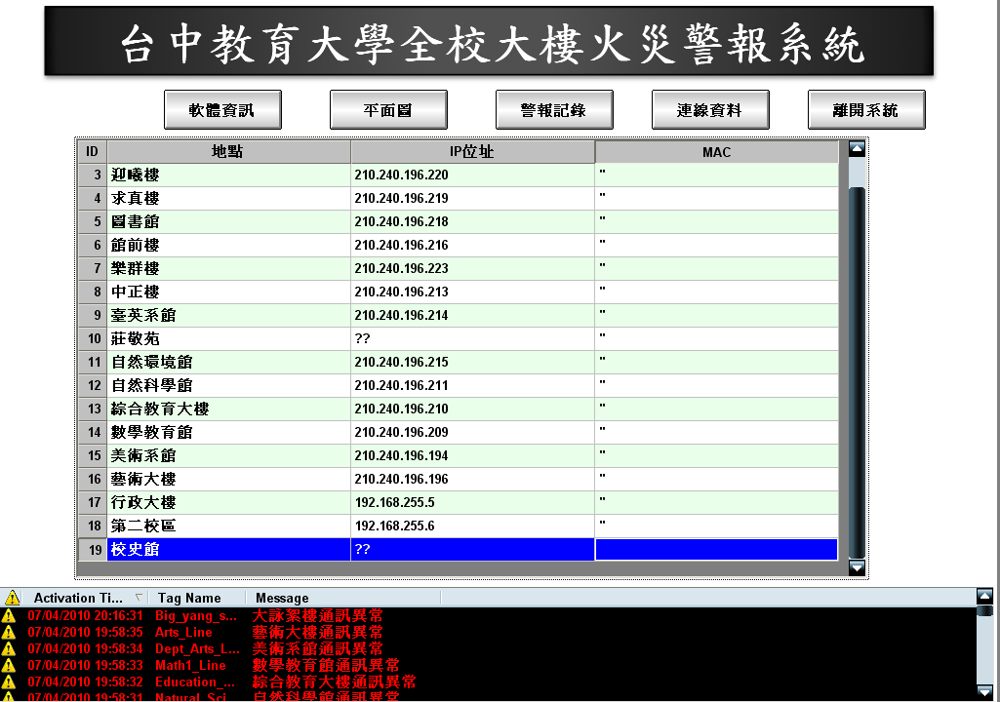 台中教育大學全校大樓火災警報系統
軟體資訊 平面圖 警報記錄 連線資料 離開系統
ID 地點 IP位址 MAC
3 迎曦樓 210.240.196.220 "
4 求真樓 210.240.196.219 "
5 圖書館 210.240.196.218 "
6 館前樓 210.240.196.216 "
7 樂群樓 210.240.196.223 "
8 中正樓 210.240.196.213 "
9 臺英系館 210.240.196.214 "
10 莊敬苑 ?? "
11 自然環境館 210.240.196.215 "
12 自然科學館 210.240.196.211 "
13 綜合教育大樓 210.240.196.210 "
14 數學教育館 210.240.196.209 "
15 美術系館 210.240.196.194 "
16 藝術大樓 210.240.196.196 "
17 行政大樓 192.168.255.5 "
18 第二校區 192.168.255.6 "
19 校史館 ??
Activation Ti... Tag Name Message
07/04/2010 20:16:31 Big_yang_s... 大詠絮樓通訊異常
07/04/2010 19:58:35 Arts_Line 藝術大樓通訊異常
07/04/2010 19:58:34 Dept_Arts_L... 美術系館通訊異常
07/04/2010 19:58:33 Math1_Line 數學教育館通訊異常
07/04/2010 19:58:32 Education_... 綜合教育大樓通訊異常
07/04/2010 19:58:31 Natural_Sci... 自然科學館通訊異常